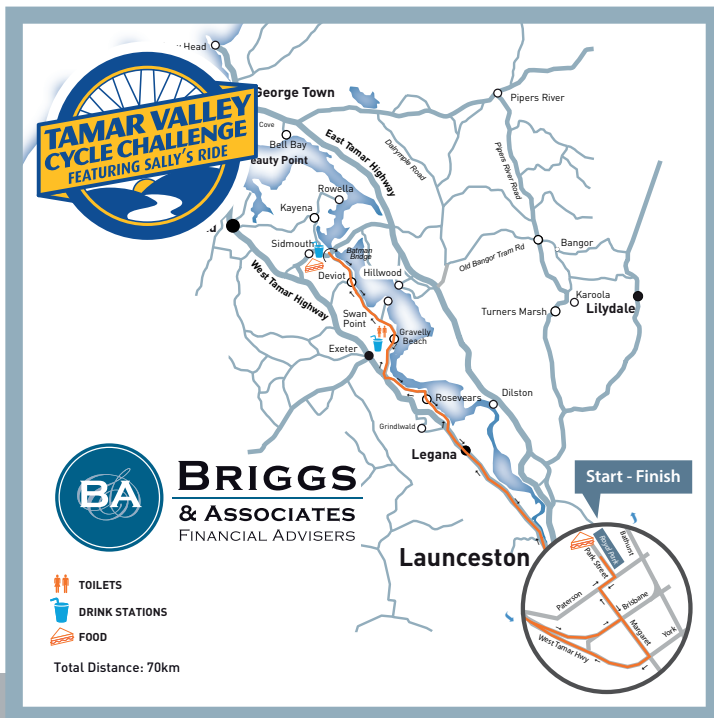 Head
George Town
Pipers River
TAMAR VALLEY
CYCLE CHALLENGE
FEATURING SALLY'S RIDE
Cove
Bell Bay
eauty Point
East Tamar Highway
Dalrymple Road
Pipers River Road
Rowella
Kayena
Sidmouth
Batman
Bridge
Bangor
Old Bangor Tram Rd
Deviot
Hillwood
West Tamar Highway
Karoola
Lilydale
Turners Marsh
Swan
Point
Gravelly
Beach
Exeter
Rosevears
Dilston
Grindlwald
Legana
BA
BRIGGS
& ASSOCIATES
FINANCIAL ADVISERS
Start - Finish
Launceston
Royal Park
Bathurst
Park Street
Paterson
Brisbane
Margaret
York
West Tamar Hwy
TOILETS
DRINK STATIONS
FOOD
Total Distance: 70km